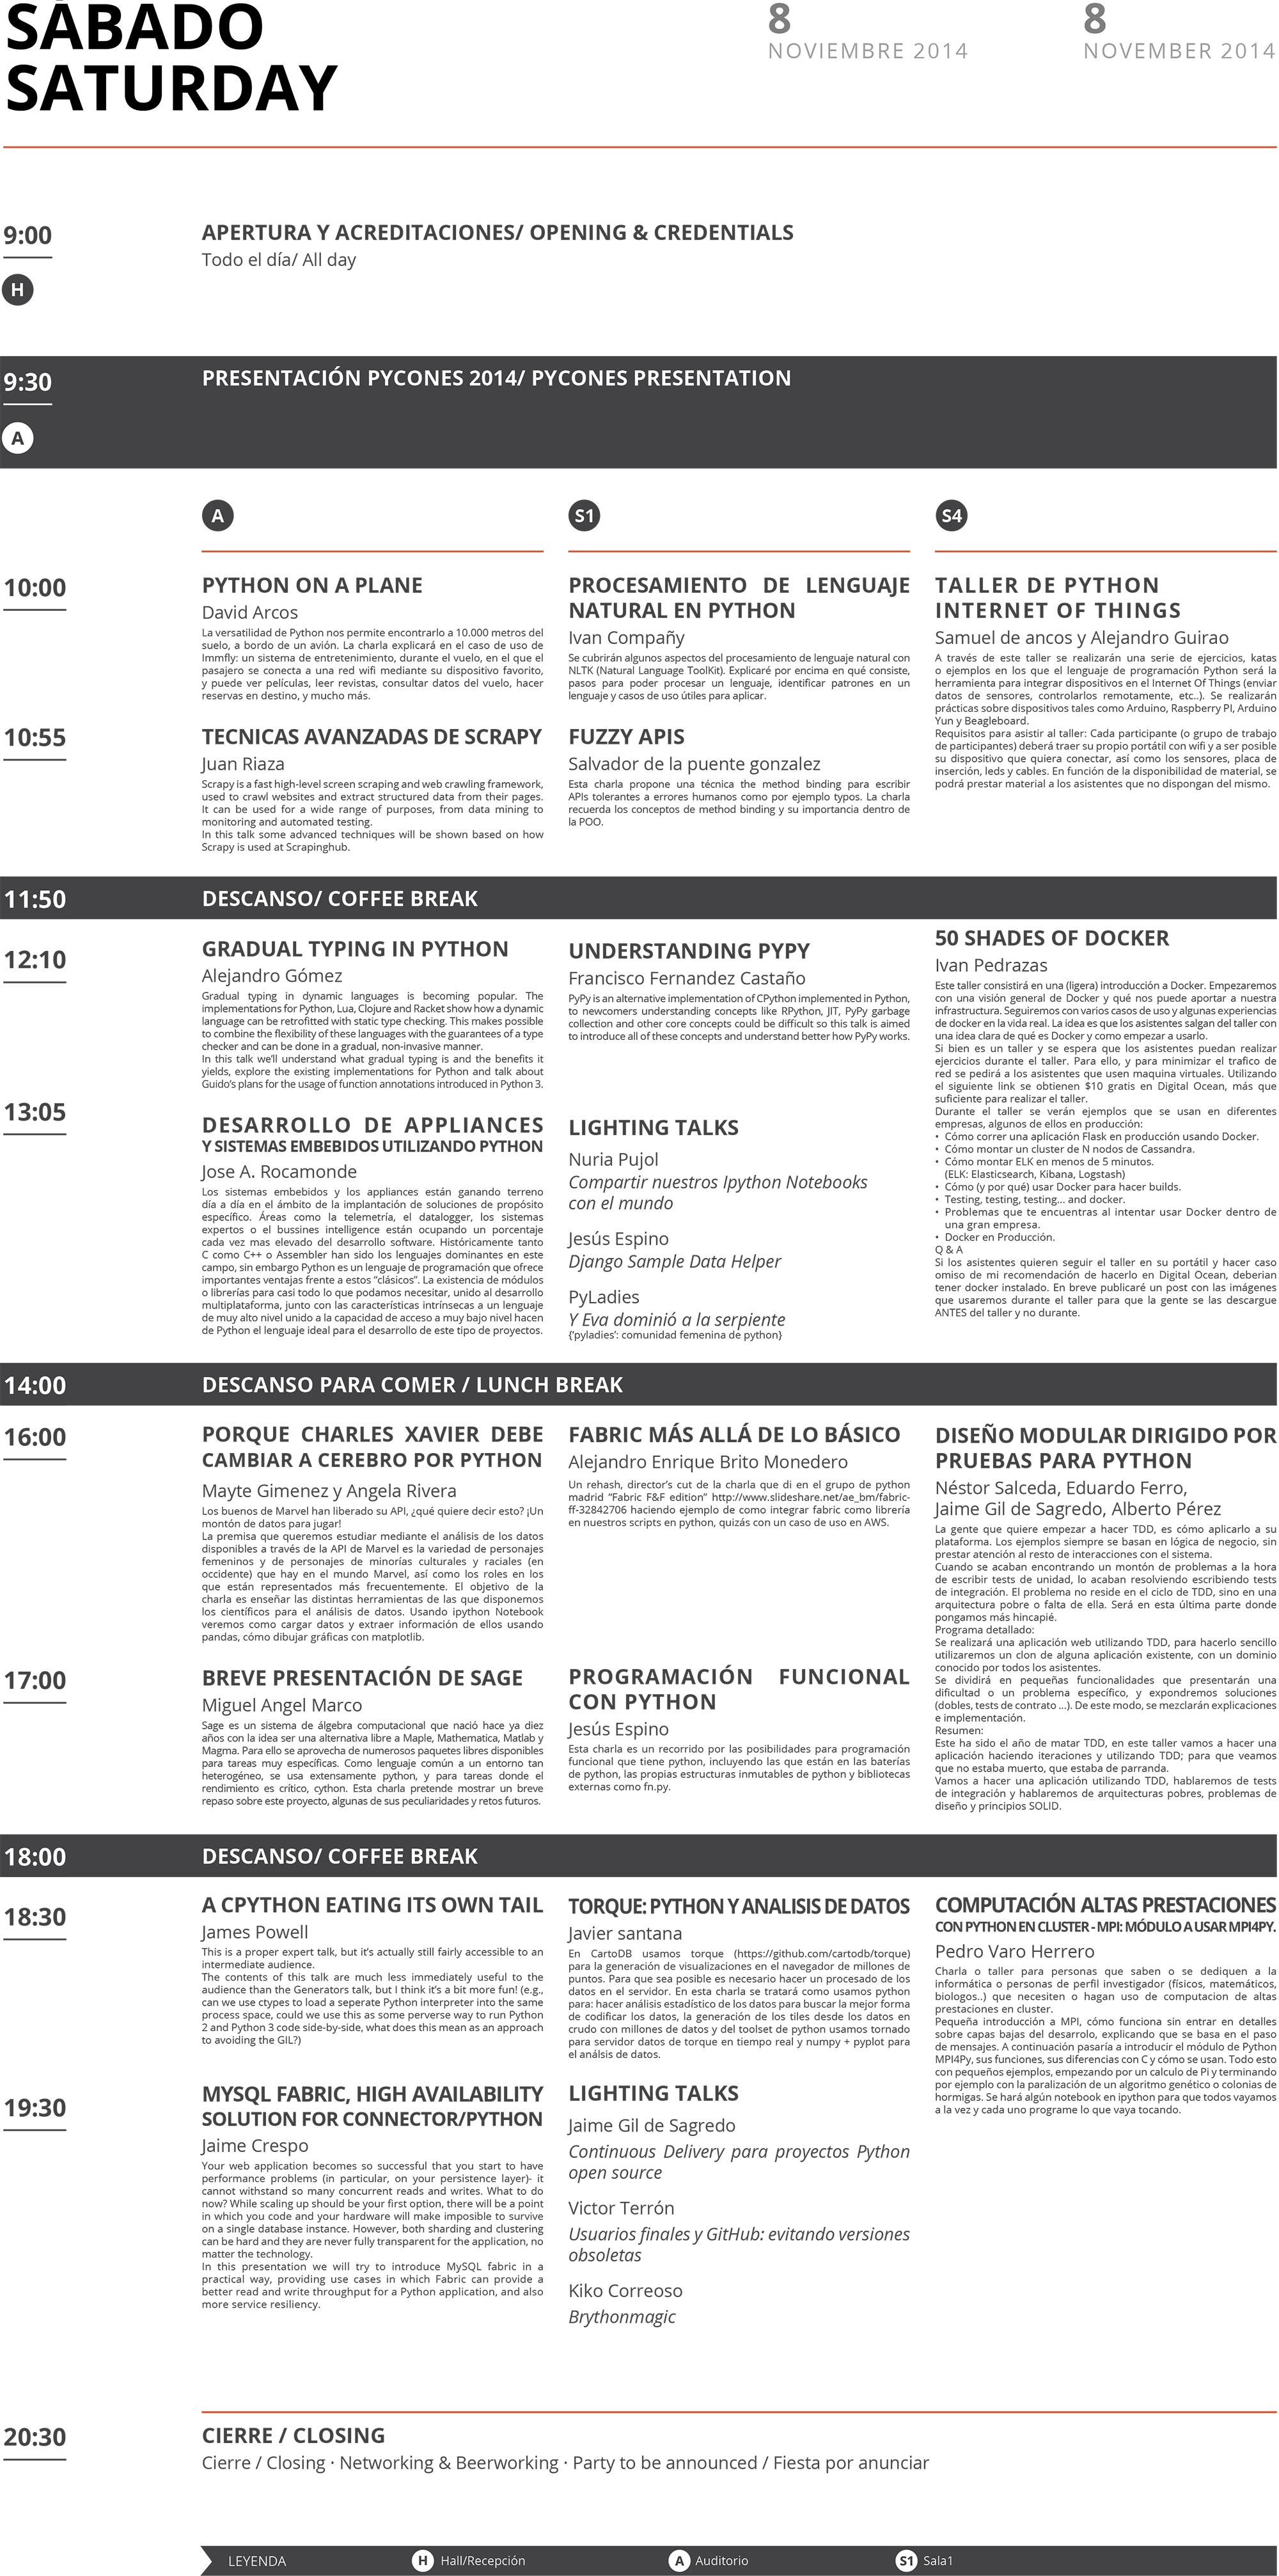 SÁBADO
SATURDAY
8
NOVIEMBRE 2014
8
NOVEMBER 2014
9:00
H
APERTURA Y ACREDITACIONES/ OPENING & CREDENTIALS
Todo el día/ All day
9:30
A
PRESENTACIÓN PYCONES 2014/ PYCONES PRESENTATION
A
S1
S4
10:00
PYTHON ON A PLANE
David Arcos
La versatilidad de Python nos permite encontrarlo a 10.000 metros del
suelo, a bordo de un avión. La charla explicará en el caso de uso de
Immfly: un sistema de entretenimiento, durante el vuelo, en el que el
pasajero se conecta a una red wifi mediante su dispositivo favorito,
y puede ver películas, leer revistas, consultar datos del vuelo, hacer
reservas en destino, y mucho más.
PROCESAMIENTO DE LENGUAJE
NATURAL EN PYTHON
Ivan Compañy
Se cubrirán algunos aspectos del procesamiento de lenguaje natural con
NLTK (Natural Language ToolKit). Explicaré por encima en qué consiste,
pasos para poder procesar un lenguaje, identificar patrones en un
lenguaje y casos de uso útiles para aplicar.
TALLER DE PYTHON
INTERNET OF THINGS
Samuel de ancos y Alejandro Guirao
A través de este taller se realizarán una serie de ejercicios, katas
o ejemplos en los que el lenguaje de programación Python será la
herramienta para integrar dispositivos en el Internet Of Things (enviar
datos de sensores, controlarlos remotamente, etc..). Se realizarán
prácticas sobre dispositivos tales como Arduino, Raspberry PI, Arduino
Yun y Beagleboard.
Requisitos para asistir al taller: Cada participante (o grupo de trabajo
de participantes) deberá traer su propio portátil con wifi y a ser posible
su dispositivo que quiera conectar, así como los sensores, placa de
inserción, leds y cables. En función de la disponibilidad de material, se
podrá prestar material a los asistentes que no dispongan del mismo.
10:55
TECNICAS AVANZADAS DE SCRAPY
Juan Riaza
Scrapy is a fast high-level screen scraping and web crawling framework,
used to crawl websites and extract structured data from their pages.
It can be used for a wide range of purposes, from data mining to
monitoring and automated testing.
In this talk some advanced techniques will be shown based on how
Scrapy is used at Scrapinghub.
FUZZY APIS
Salvador de la puente gonzalez
Esta charla propone una técnica the method binding para escribir
APIs tolerantes a errores humanos como por ejemplo typos. La charla
recuerda los conceptos de method binding y su importancia dentro de
la POO.
11:50
DESCANSO/ COFFEE BREAK
12:10
GRADUAL TYPING IN PYTHON
Alejandro Gómez
Gradual typing in dynamic languages is becoming popular. The
implementations for Python, Lua, Clojure and Racket show how a dynamic
language can be retrofitted with static type checking. This makes possible
to combine the flexibility of these languages with the guarantees of a type
checker and can be done in a gradual, non-invasive manner.
In this talk we'll understand what gradual typing is and the benefits it
yields, explore the existing implementations for Python and talk about
Guido's plans for the usage of function annotations introduced in Python 3.
UNDERSTANDING PYPY
Francisco Fernandez Castaño
PyPy is an alternative implementation of CPython implemented in Python,
to newcomers understanding concepts like RPython, JIT, PyPy garbage
collection and other core concepts could be difficult so this talk is aimed
to introduce all of these concepts and understand better how PyPy works.
50 SHADES OF DOCKER
Ivan Pedrazas
Este taller consistirá en una (ligera) introducción a Docker. Empezaremos
con una visión general de Docker y qué nos puede aportar a nuestra
infrastructura. Seguiremos con varios casos de uso y algunas experiencias
de docker en la vida real. La idea es que los asistentes salgan del taller con
una idea clara de qué es Docker y como empezar a usarlo.
Si bien es un taller y se espera que los asistentes puedan realizar
ejercicios durante el taller. Para ello, y para minimizar el trafico de
red se pedirá a los asistentes que usen maquina virtuales. Utilizando
el siguiente link se obtienen $10 gratis en Digital Ocean, más que
suficiente para realizar el taller.
Durante el taller se verán ejemplos que se usan en diferentes
empresas, algunos de ellos en producción:
• Cómo correr una aplicación Flask en producción usando Docker.
• Cómo montar un cluster de N nodos de Cassandra.
• Cómo montar ELK en menos de 5 minutos.
(ELK: Elasticsearch, Kibana, Logstash)
• Cómo (y por qué) usar Docker para hacer builds.
• Testing, testing, testing... and docker.
• Problemas que te encuentras al intentar usar Docker dentro de
una gran empresa.
• Docker en Producción.
Q & A
Si los asistentes quieren seguir el taller en su portátil y hacer caso
omiso de mi recomendación de hacerlo en Digital Ocean, deberian
tener docker instalado. En breve publicaré un post con las imágenes
que usaremos durante el taller para que la gente se las descargue
ANTES del taller y no durante.
13:05
DESARROLLO DE APPLIANCES
Y SISTEMAS EMBEBIDOS UTILIZANDO PYTHON
Jose A. Rocamonde
Los sistemas embebidos y los appliances están ganando terreno
día a día en el ámbito de la implantación de soluciones de propósito
específico. Áreas como la telemetría, el datalogger, los sistemas
expertos o el bussines intelligence están ocupando un porcentaje
cada vez mas elevado del desarrollo software. Históricamente tanto
C como C++ o Assembler han sido los lenguajes dominantes en este
campo, sin embargo Python es un lenguaje de programación que ofrece
importantes ventajas frente a estos "clásicos". La existencia de módulos
o librerías para casi todo lo que podamos necesitar, unido al desarrollo
multiplataforma, junto con las características intrínsecas a un lenguaje
de muy alto nivel unido a la capacidad de acceso a muy bajo nivel hacen
de Python el lenguaje ideal para el desarrollo de este tipo de proyectos.
LIGHTING TALKS
Nuria Pujol
Compartir nuestros Ipython Notebooks
con el mundo
Jesús Espino
Django Sample Data Helper
PyLadies
Y Eva dominió a la serpiente
{'pyladies': comunidad femenina de python}
14:00
DESCANSO PARA COMER / LUNCH BREAK
16:00
PORQUE CHARLES XAVIER DEBE
CAMBIAR A CEREBRO POR PYTHON
Mayte Gimenez y Angela Rivera
Los buenos de Marvel han liberado su API, ¿qué quiere decir esto? ¡Un
montón de datos para jugar!
La premisa que queremos estudiar mediante el análisis de los datos
disponibles a través de la API de Marvel es la variedad de personajes
femeninos y de personajes de minorías culturales y raciales (en
occidente) que hay en el mundo Marvel, así como los roles en los
que están representados más frecuentemente. El objetivo de la
charla es enseñar las distintas herramientas de las que disponemos
los científicos para el análisis de datos. Usando ipython Notebook
veremos como cargar datos y extraer información de ellos usando
pandas, cómo dibujar gráficas con matplotlib.
FABRIC MÁS ALLÁ DE LO BÁSICO
Alejandro Enrique Brito Monedero
Un rehash, director's cut de la charla que di en el grupo de python
madrid "Fabric F&F edition" http://www.slideshare.net/ae_bm/fabric-
ff-32842706 haciendo ejemplo de como integrar fabric como librería
en nuestros scripts en python, quizás con un caso de uso en AWS.
DISEÑO MODULAR DIRIGIDO POR
PRUEBAS PARA PYTHON
Néstor Salceda, Eduardo Ferro,
Jaime Gil de Sagredo, Alberto Pérez
La gente que quiere empezar a hacer TDD, es cómo aplicarlo a su
plataforma. Los ejemplos siempre se basan en lógica de negocio, sin
prestar atención al resto de interacciones con el sistema.
Cuando se acaban encontrando un montón de problemas a la hora
de escribir tests de unidad, lo acaban resolviendo escribiendo tests
de integración. El problema no reside en el ciclo de TDD, sino en una
arquitectura pobre o falta de ella. Será en esta última parte donde
pongamos más hincapié.
Programa detallado:
Se realizará una aplicación web utilizando TDD, para hacerlo sencillo
utilizaremos un clon de alguna aplicación existente, con un dominio
conocido por todos los asistentes.
Se dividirá en pequeñas funcionalidades que presentarán una
dificultad o un problema específico, y expondremos soluciones
(dobles, tests de contrato ...). De este modo, se mezclarán explicaciones
e implementación.
Resumen:
Este ha sido el año de matar TDD, en este taller vamos a hacer una
aplicación haciendo iteraciones y utilizando TDD; para que veamos
que no estaba muerto, que estaba de parranda.
Vamos a hacer una aplicación utilizando TDD, hablaremos de tests
de integración y hablaremos de arquitecturas pobres, problemas de
diseño y principios SOLID.
17:00
BREVE PRESENTACIÓN DE SAGE
Miguel Angel Marco
Sage es un sistema de álgebra computacional que nació hace ya diez
años con la idea ser una alternativa libre a Maple, Mathematica, Matlab y
Magma. Para ello se aprovecha de numerosos paquetes libres disponibles
para tareas muy específicas. Como lenguaje común a un entorno tan
heterogéneo, se usa extensamente python, y para tareas donde el
rendimiento es crítico, cython. Esta charla pretende mostrar un breve
repaso sobre este proyecto, algunas de sus peculiaridades y retos futuros.
PROGRAMACIÓN FUNCIONAL
CON PYTHON
Jesús Espino
Esta charla es un recorrido por las posibilidades para programación
funcional que tiene python, incluyendo las que están en las baterías
de python, las propias estructuras inmutables de python y bibliotecas
externas como fn.py.
18:00
DESCANSO/ COFFEE BREAK
18:30
A CPYTHON EATING ITS OWN TAIL
James Powell
This is a proper expert talk, but it's actually still fairly accessible to an
intermediate audience.
The contents of this talk are much less immediately useful to the
audience than the Generators talk, but I think it's a bit more fun! (e.g.,
can we use ctypes to load a seperate Python interpreter into the same
process space, could we use this as some perverse way to run Python
2 and Python 3 code side-by-side, what does this mean as an approach
to avoiding the GIL?)
TORQUE: PYTHON Y ANALISIS DE DATOS
Javier santana
En CartoDB usamos torque (https://github.com/cartodb/torque)
para la generación de visualizaciones en el navegador de millones de
puntos. Para que sea posible es necesario hacer un procesado de los
datos en el servidor. En esta charla se tratará como usamos python
para: hacer análisis estadístico de los datos para buscar la mejor forma
de codificar los datos, la generación de los tiles desde los datos en
crudo con millones de datos y del toolset de python usamos tornado
para servidor datos de torque en tiempo real y numpy + pyplot para
el análsis de datos.
COMPUTACIÓN ALTAS PRESTACIONES
CON PYTHON EN CLUSTER - MPI: MÓDULO A USAR MPI4PY.
Pedro Varo Herrero
Charla o taller para personas que saben o se dediquen a la
informática o personas de perfil investigador (físicos, matemáticos,
biologos..) que necesiten o hagan uso de computacion de altas
prestaciones en cluster.
Pequeña introducción a MPI, cómo funciona sin entrar en detalles
sobre capas bajas del desarrolo, explicando que se basa en el paso
de mensajes. A continuación pasaría a introducir el módulo de Python
MPI4Py, sus funciones, sus diferencias con C y cómo se usan. Todo esto
con pequeños ejemplos, empezando por un calculo de Pi y terminando
por ejemplo con la paralización de un algoritmo genético o colonias de
hormigas. Se hará algún notebook en ipython para que todos vayamos
a la vez y cada uno programe lo que vaya tocando.
19:30
MYSQL FABRIC, HIGH AVAILABILITY
SOLUTION FOR CONNECTOR/PYTHON
Jaime Crespo
Your web application becomes so successful that you start to have
performance problems (in particular, on your persistence layer)- it
cannot withstand so many concurrent reads and writes. What to do
now? While scaling up should be your first option, there will be a point
in which you code and your hardware will make imposible to survive
on a single database instance. However, both sharding and clustering
can be hard and they are never fully transparent for the application, no
matter the technology.
In this presentation we will try to introduce MySQL fabric in a
practical way, providing use cases in which Fabric can provide a
better read and write throughput for a Python application, and also
more service resiliency.
LIGHTING TALKS
Jaime Gil de Sagredo
Continuous Delivery para proyectos Python
open source
Victor Terrón
Usuarios finales y GitHub: evitando versiones
obsoletas
Kiko Correoso
Brythonmagic
20:30
CIERRE / CLOSING
Cierre / Closing · Networking & Beerworking · Party to be announced / Fiesta por anunciar
LEYENDA
H Hall/Recepción
A Auditorio
S1 Sala1